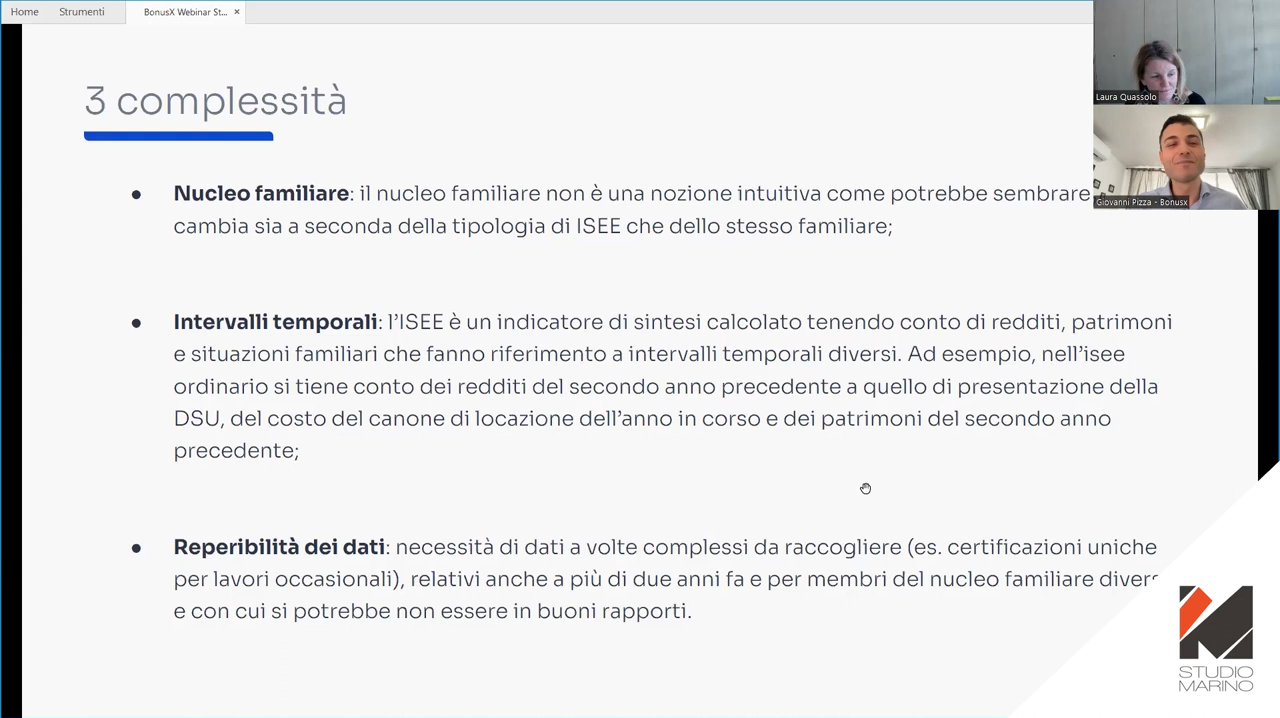 Home
Strumenti
BonusX Webinar St... ×
Laura Quassolo
Giovanni Pizza - Bonusx
3 complessità
● Nucleo familiare: il nucleo familiare non è una nozione intuitiva come potrebbe sembrare
cambia sia a seconda della tipologia di ISEE che dello stesso familiare;
● Intervalli temporali: l’ISEE è un indicatore di sintesi calcolato tenendo conto di redditi, patrimoni
e situazioni familiari che fanno riferimento a intervalli temporali diversi. Ad esempio, nell’isee
ordinario si tiene conto dei redditi del secondo anno precedente a quello di presentazione della
DSU, del costo del canone di locazione dell’anno in corso e dei patrimoni del secondo anno
precedente;
● Reperibilità dei dati: necessità di dati a volte complessi da raccogliere (es. certificazioni uniche
per lavori occasionali), relativi anche a più di due anni fa e per membri del nucleo familiare divers
e con cui si potrebbe non essere in buoni rapporti.
STUDIO
MARINO